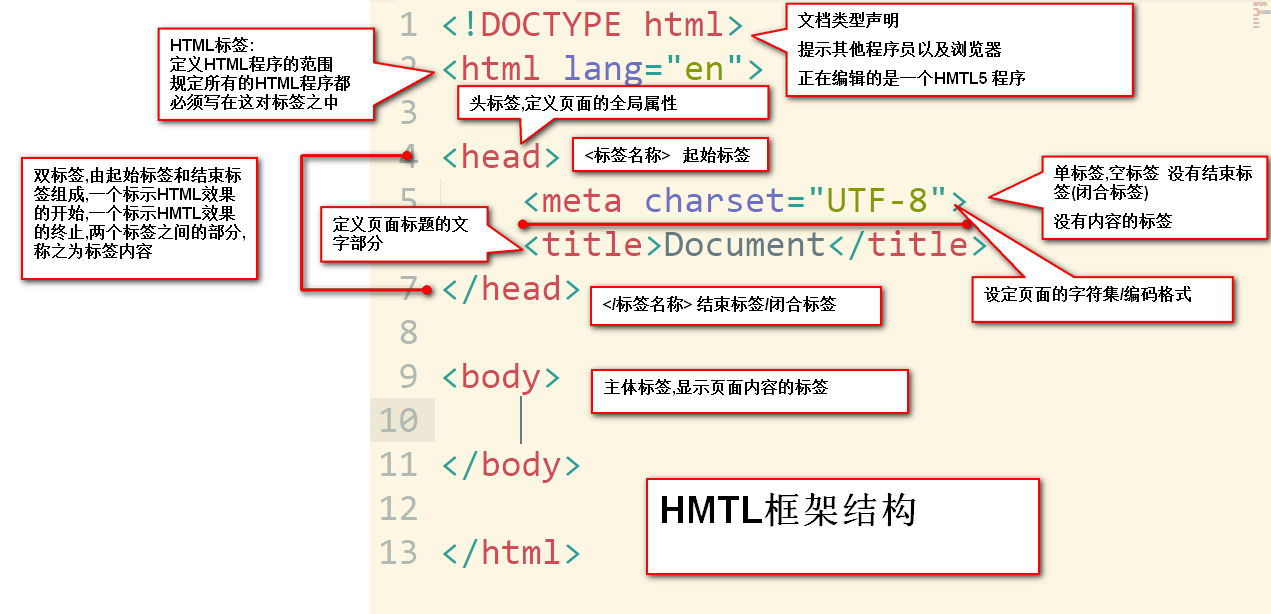 1 <!DOCTYPE html>
文档类型声明
提示其他程序员以及浏览器
正在编辑的是一个HMTL5 程序
HTML标签:
定义HTML程序的范围
规定所有的HTML程序都
必须写在这对标签之中
2 <html lang="en">
头标签,定义页面的全局属性
3
4 <head>
<标签名称> 起始标签
双标签,由起始标签和结束标
签组成,一个标示HTML效果
的开始,一个标示HMTL效果
的终止,两个标签之间的部分,
称之为标签内容
5 <meta charset="UTF-8">
单标签,空标签 没有结束标
签(闭合标签)
没有内容的标签
定义页面标题的文
字部分
<title>Document</title>
设定页面的字符集/编码格式
7 </head>
</标签名称> 结束标签/闭合标签
8
9 <body>
主体标签,显示页面内容的标签
10
11 </body>
HMTL框架结构
12
13 </html>